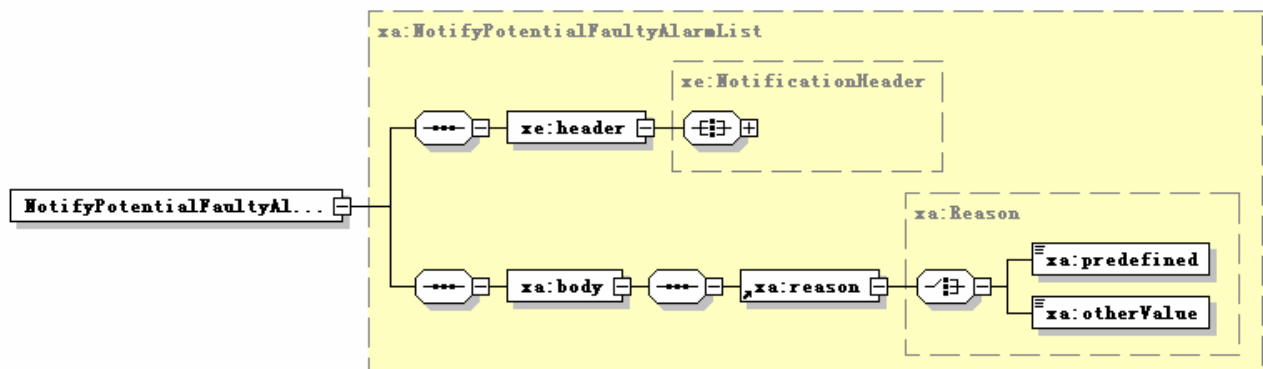 xa:NotifyPotentialFaultyAlarmList
xe:NotificationHeader
xe:header
NotifyPotentialFaultyAl...
xa:Reason
xa:predefined
xa:body
xa:reason
xa:otherValue